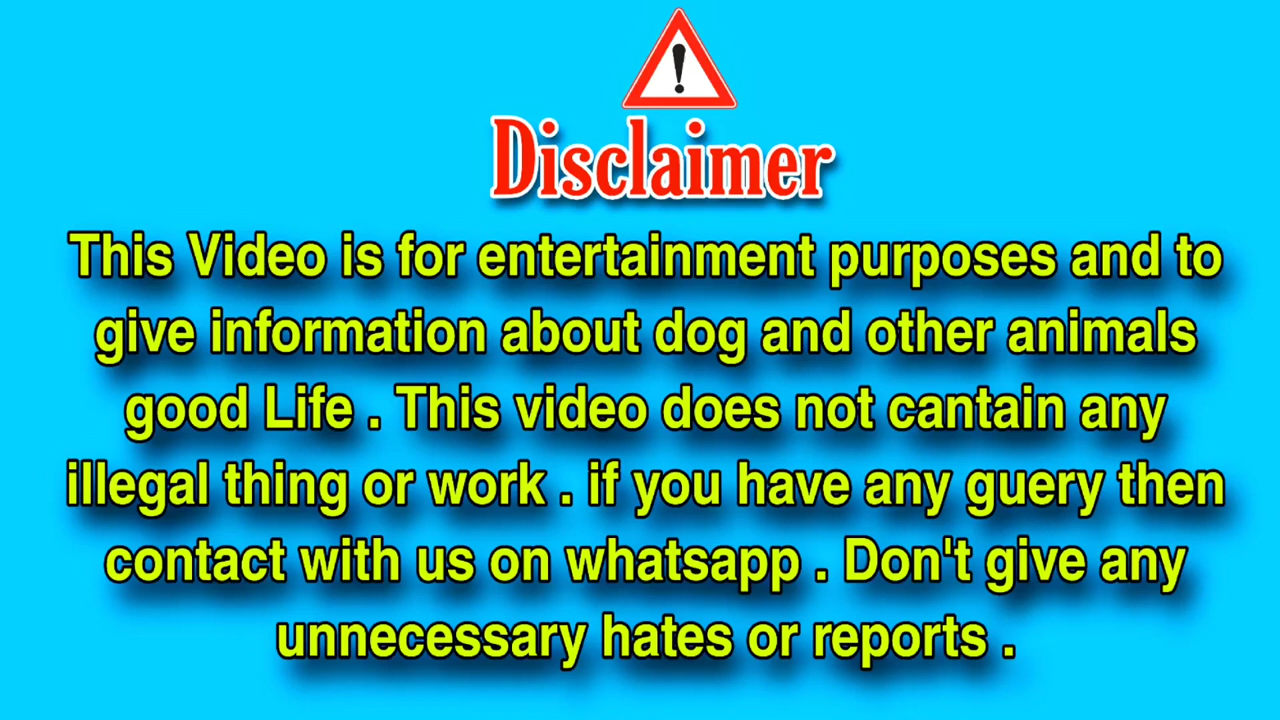 Disclaimer
This Video is for entertainment purposes and to
give information about dog and other animals
good Life . This video does not cantain any
illegal thing or work . if you have any guery then
contact with us on whatsapp . Don't give any
unnecessary hates or reports .